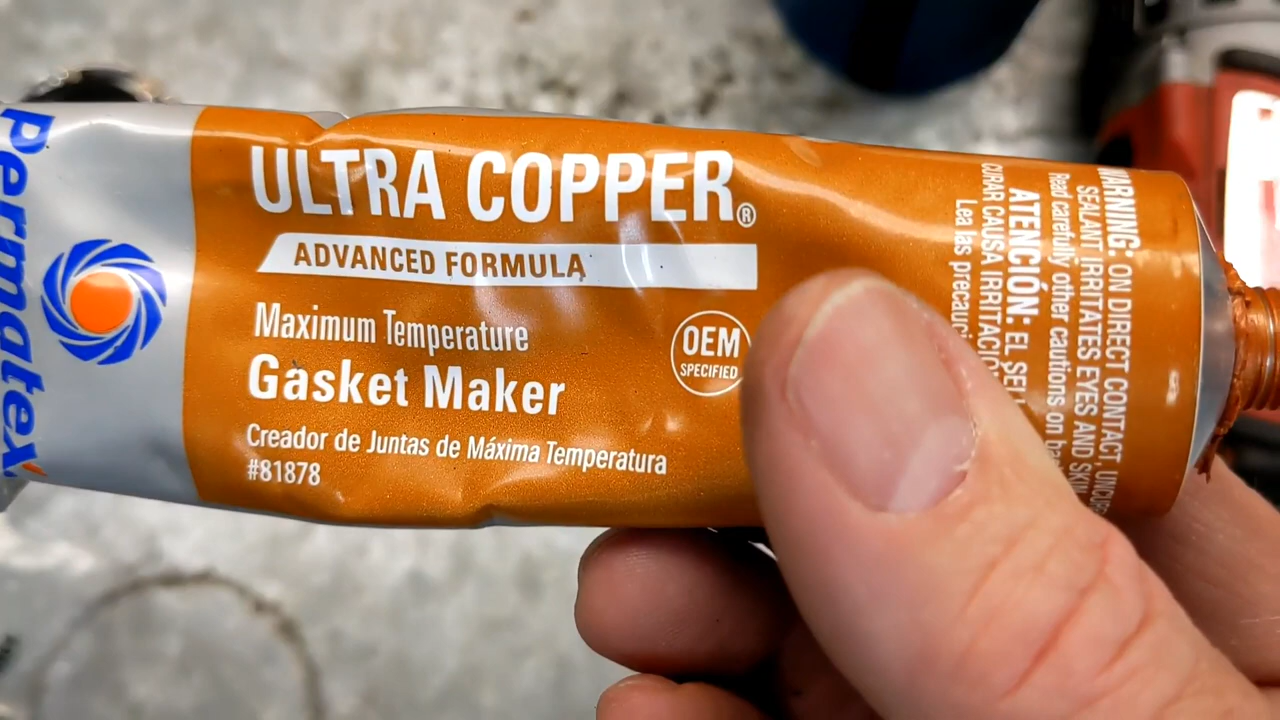 Permatex
ULTRA COPPER®
ADVANCED FORMULA
Maximum Temperature
Gasket Maker
Creador de Juntas de Máxima Temperatura
#81878
OEM
SPECIFIED
WARNING: ON DIRECT CONTACT,
SEALANT IRRITATES EYES AND SKIN
Read carefully other cautions on
ATENCIÓN: EL
CURAR CAUSA
Lea las